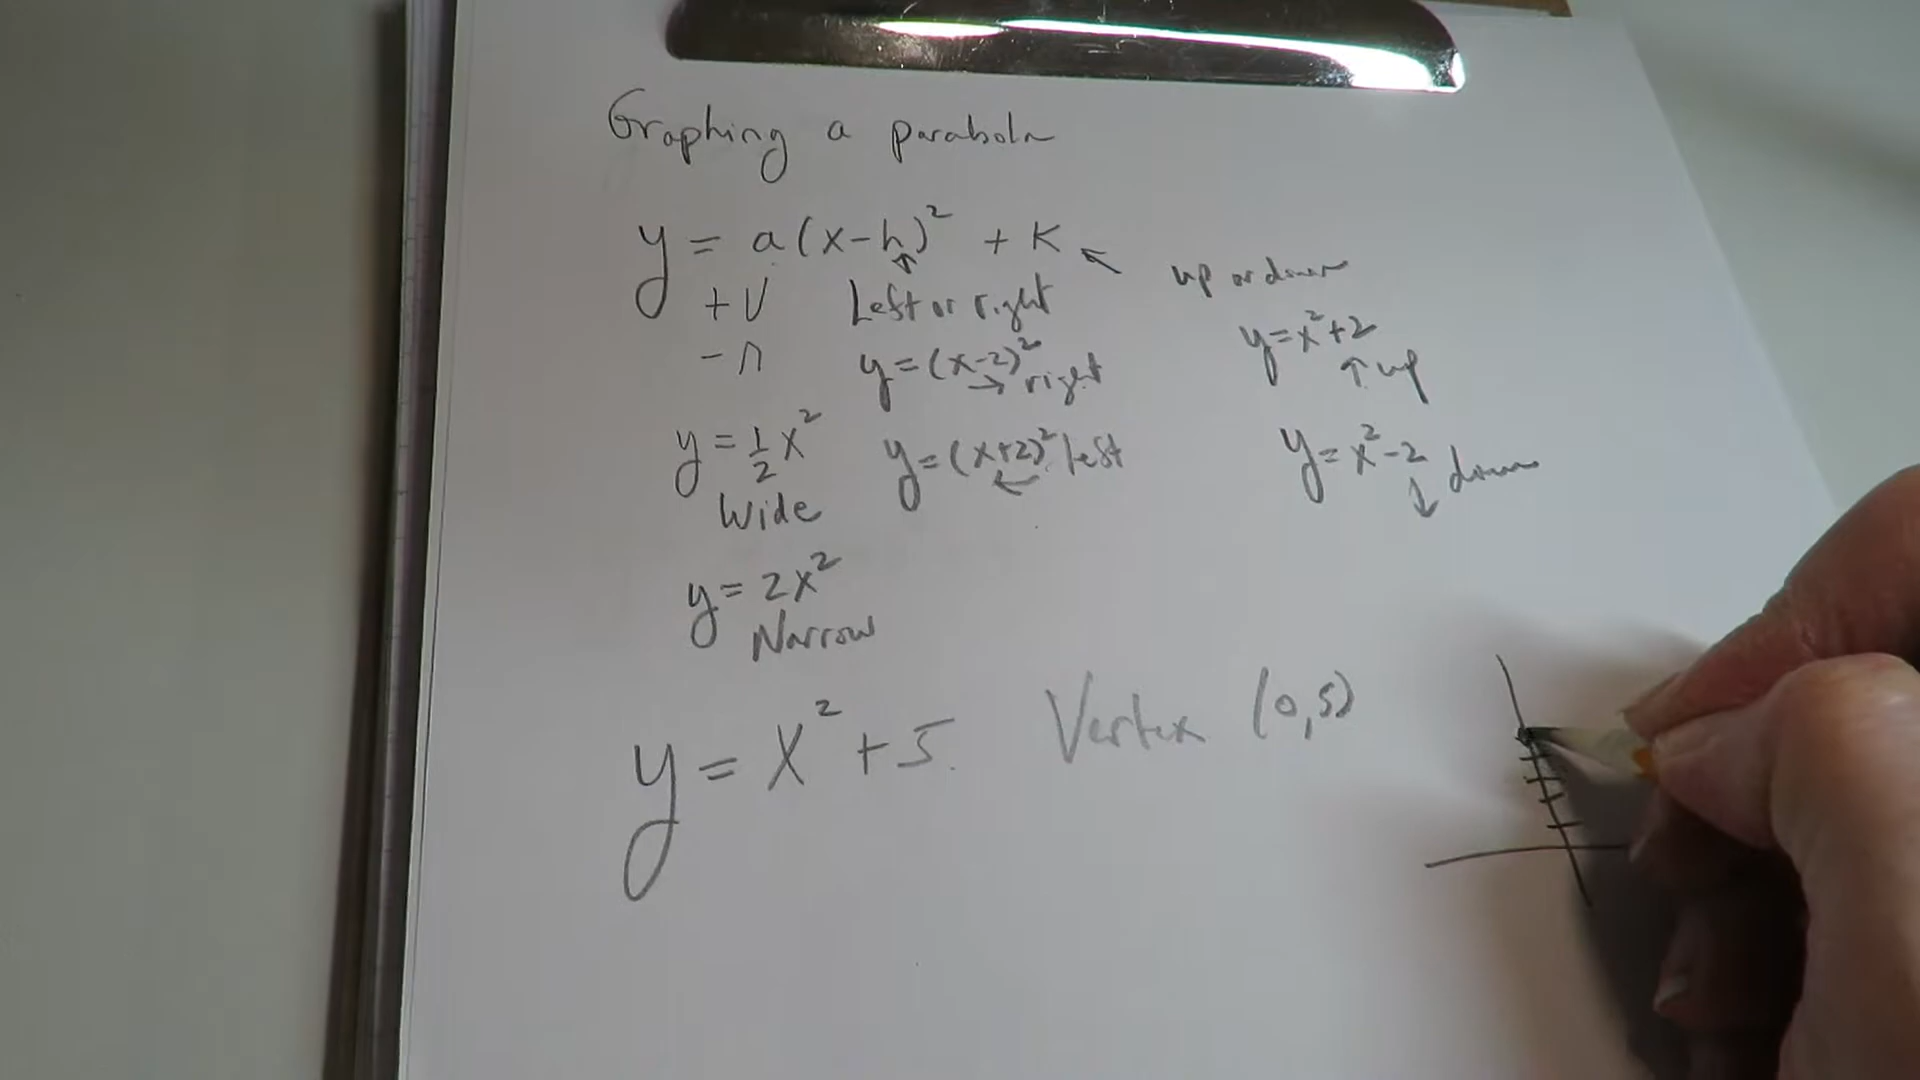 Graphing a parabola
y = a(x-h)² + K
up or down
+ V Left or right
- Λ
y = (x-2)²
→ right
y = x²+2
↑ up
y = ½x²
Wide
y = (x+2)² left
←
y = x²-2
↓ down
y = 2x²
Narrow
y = x² + 5 Vertex (0,5)